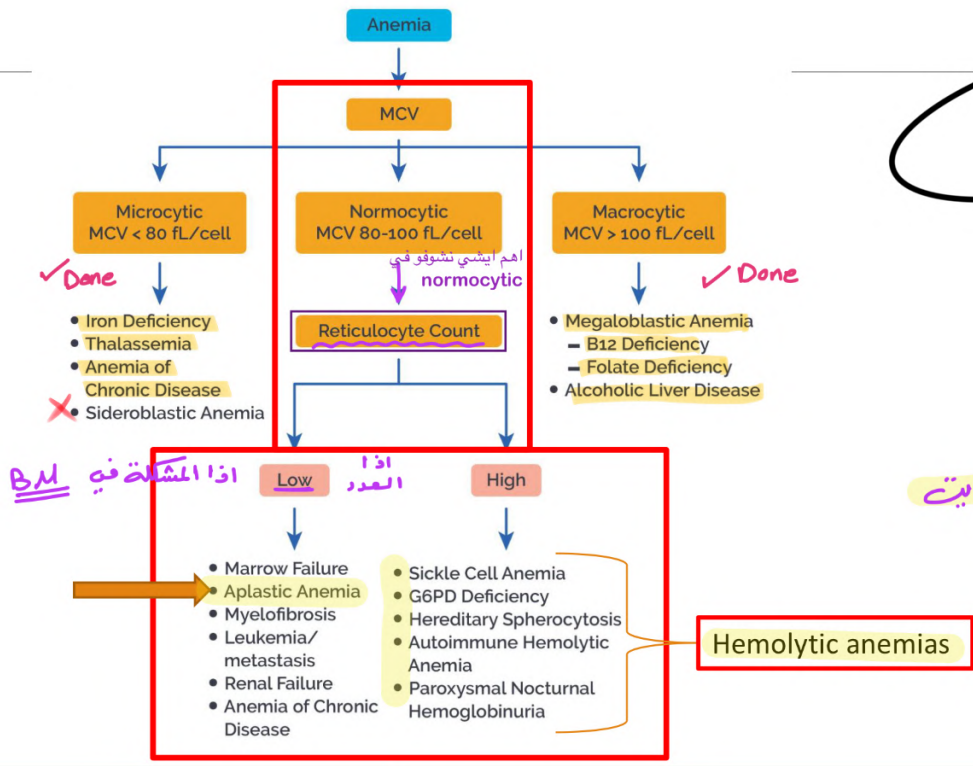 Anemia
MCV
Microcytic
MCV < 80 fL/cell
Normocytic
MCV 80-100 fL/cell
Macrocytic
MCV > 100 fL/cell
اهم ايشي نشوفو في
normocytic
✓ Done
✓ Done
• Iron Deficiency
• Thalassemia
• Anemia of
Chronic Disease
• Sideroblastic Anemia
Reticulocyte Count
• Megaloblastic Anemia
– B12 Deficiency
– Folate Deficiency
• Alcoholic Liver Disease
اذا
العدد
Low
اذا المشكلة في BM
High
• Marrow Failure
• Aplastic Anemia
• Myelofibrosis
• Leukemia/
metastasis
• Renal Failure
• Anemia of Chronic
Disease
• Sickle Cell Anemia
• G6PD Deficiency
• Hereditary Spherocytosis
• Autoimmune Hemolytic
Anemia
• Paroxysmal Nocturnal
Hemoglobinuria
Hemolytic anemias